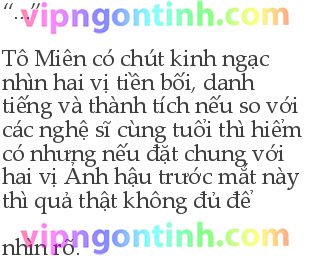 “…”
vipngontinh.com
Tô Miên có chút kinh ngạc
nhìn hai vị tiền bối, danh
tiếng và thành tích nếu so với
các nghệ sĩ cùng tuổi thì hiếm
có nhưng nếu đặt chung với
hai vị Ảnh hậu trước mắt này
thì quả thật không đủ để
nhìn rõ.
vipngontinh.com